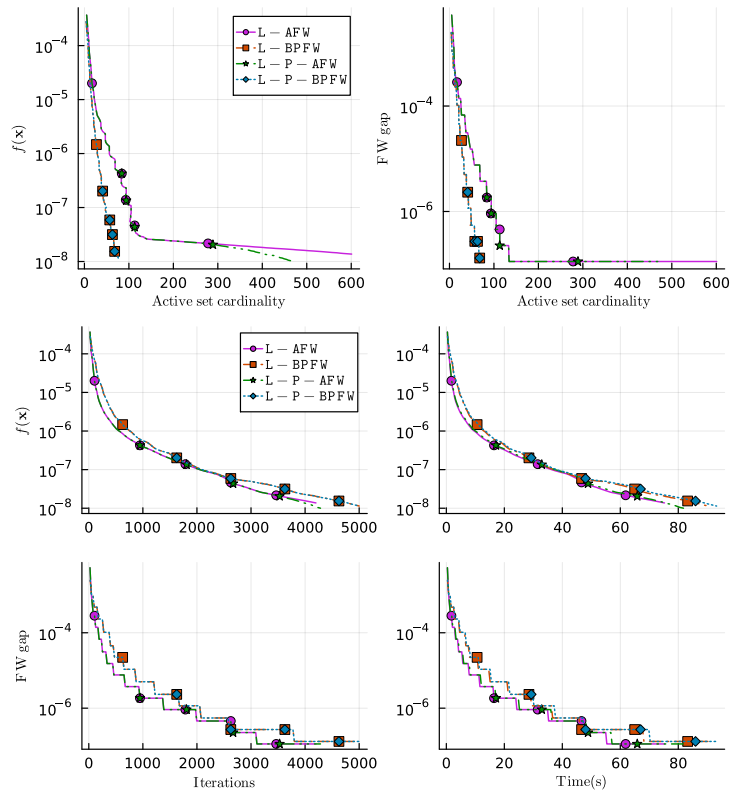 10⁻⁴
10⁻⁵
10⁻⁶
10⁻⁷
10⁻⁸
f(x)
L - AFW
L - BPFW
L - P - AFW
L - P - BPFW
0 100 200 300 400 500 600
Active set cardinality
10⁻⁴
10⁻⁶
FW gap
0 100 200 300 400 500 600
Active set cardinality
10⁻⁴
10⁻⁵
10⁻⁶
10⁻⁷
10⁻⁸
f(x)
L - AFW
L - BPFW
L - P - AFW
L - P - BPFW
0 1000 2000 3000 4000 5000
10⁻⁴
10⁻⁵
10⁻⁶
10⁻⁷
10⁻⁸
0 20 40 60 80
10⁻⁴
10⁻⁶
FW gap
0 1000 2000 3000 4000 5000
Iterations
10⁻⁴
10⁻⁶
0 20 40 60 80
Time(s)